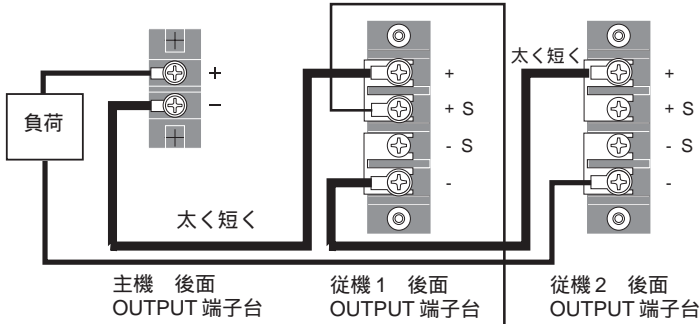 太く短く
+
−
+
+ S
- S
-
+
+ S
- S
-
負荷
太く短く
主機　後面
OUTPUT 端子台
従機1　後面
OUTPUT 端子台
従機2　後面
OUTPUT 端子台